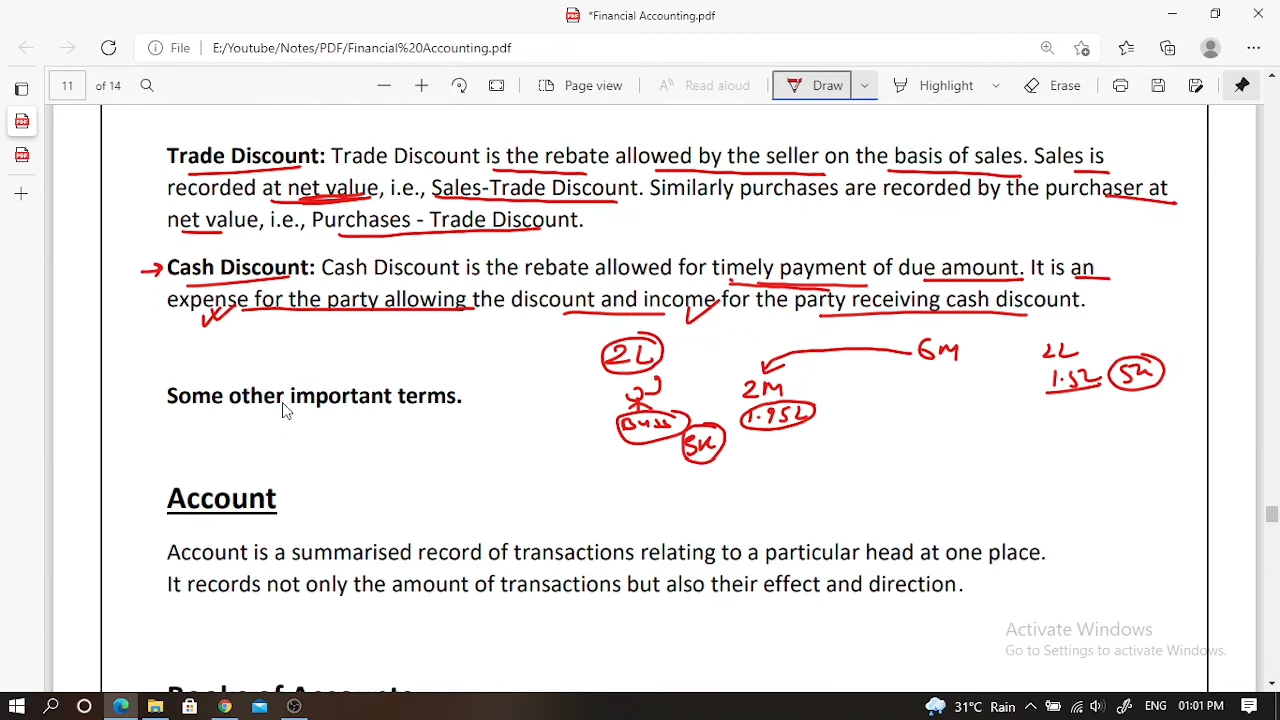 *Financial Accounting.pdf
File E:/Youtube/Notes/PDF/Financial%20Accounting.pdf
11 of 14 Page view Read aloud Draw Highlight Erase
Trade Discount: Trade Discount is the rebate allowed by the seller on the basis of sales. Sales is
recorded at net value, i.e., Sales-Trade Discount. Similarly purchases are recorded by the purchaser at
net value, i.e., Purchases - Trade Discount.
Cash Discount: Cash Discount is the rebate allowed for timely payment of due amount. It is an
expense for the party allowing the discount and income for the party receiving cash discount.
2L 6M 2L
2M 5K
Some other important terms. 1.95L
Account
Account is a summarised record of transactions relating to a particular head at one place.
It records not only the amount of transactions but also their effect and direction.
Activate Windows
Go to Settings to activate Windows.
Books of Accounts
31°C Rain ENG 01:01 PM